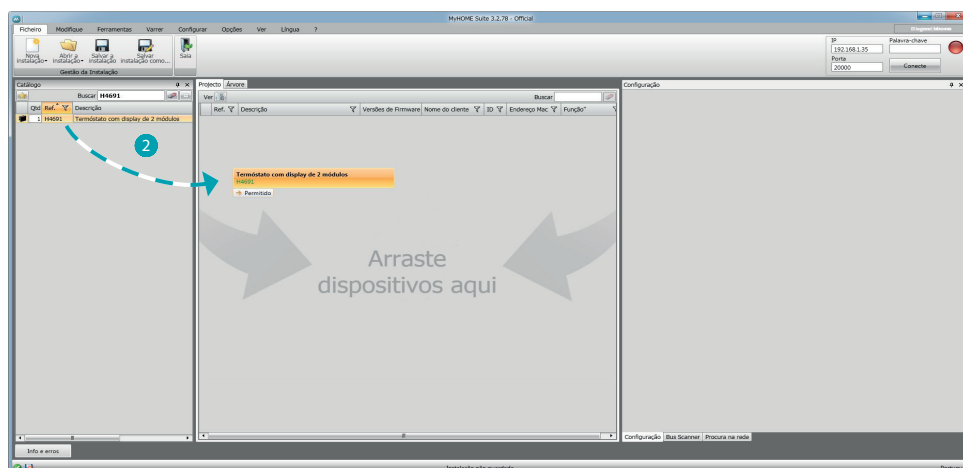 MyHOME Suite 3.2.78 - Official
Ficheiro Modifique Ferramentas Varrer Configurar Opções Ver Língua ?
Nova Instalação Abrir a Instalação Salvar a Instalação Salvar Instalação como... Saia
Gestão da Instalação
IP Palavra-chave
192.168.1.35
Porta
20000 Conecte
Catálogo Projecto Árvore Configuração
Buscar H4691 Ver Buscar
Qtd Ref. Descrição Ref. Descrição Versões de Firmware Nome do cliente ID Endereço Mac Função*
1 H4691 Termóstato com display de 2 módulos
2
Termóstato com display de 2 módulos
H4691
Permitido
Arraste
dispositivos aqui
Configuração Bus Scanner Procura na rede
Info e erros